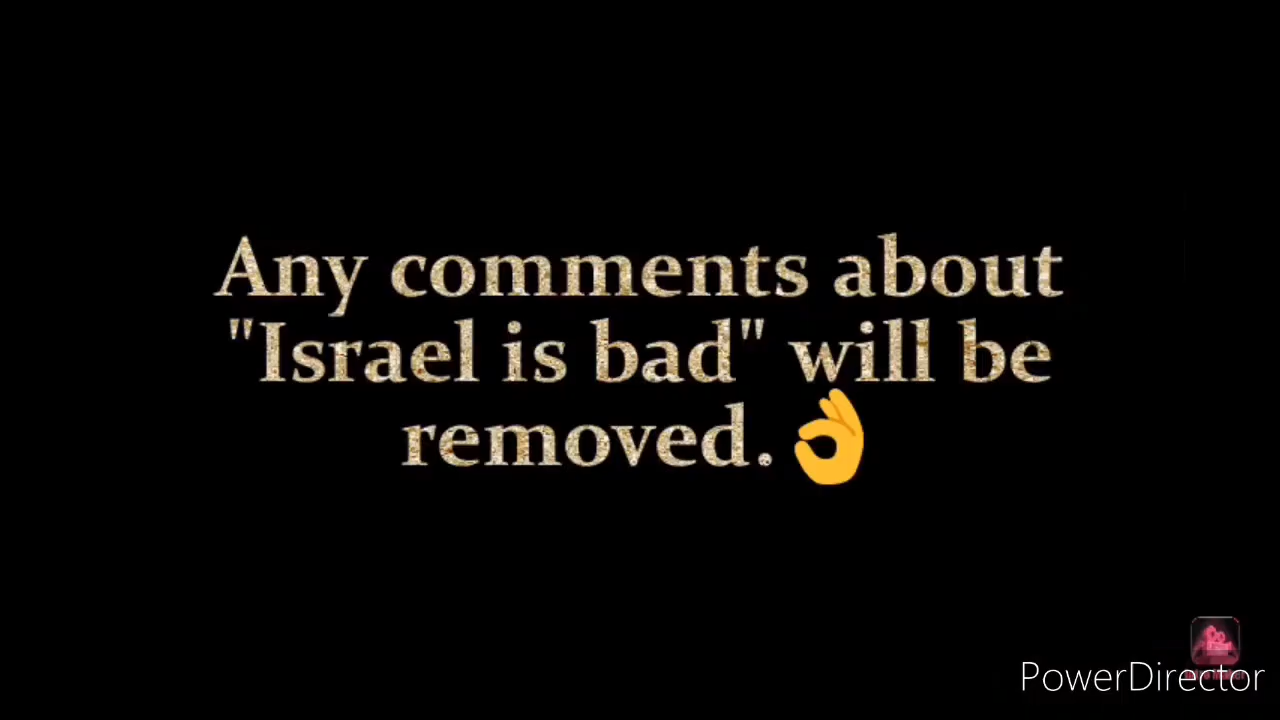 Any comments about
"Israel is bad" will be
removed.👌
PowerDirector